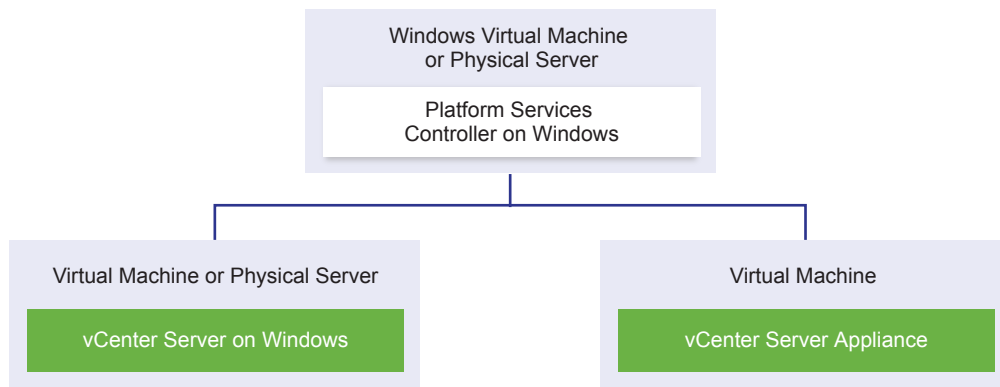 Windows Virtual Machine
or Physical Server
Platform Services
Controller on Windows
Virtual Machine or Physical Server
vCenter Server on Windows
Virtual Machine
vCenter Server Appliance